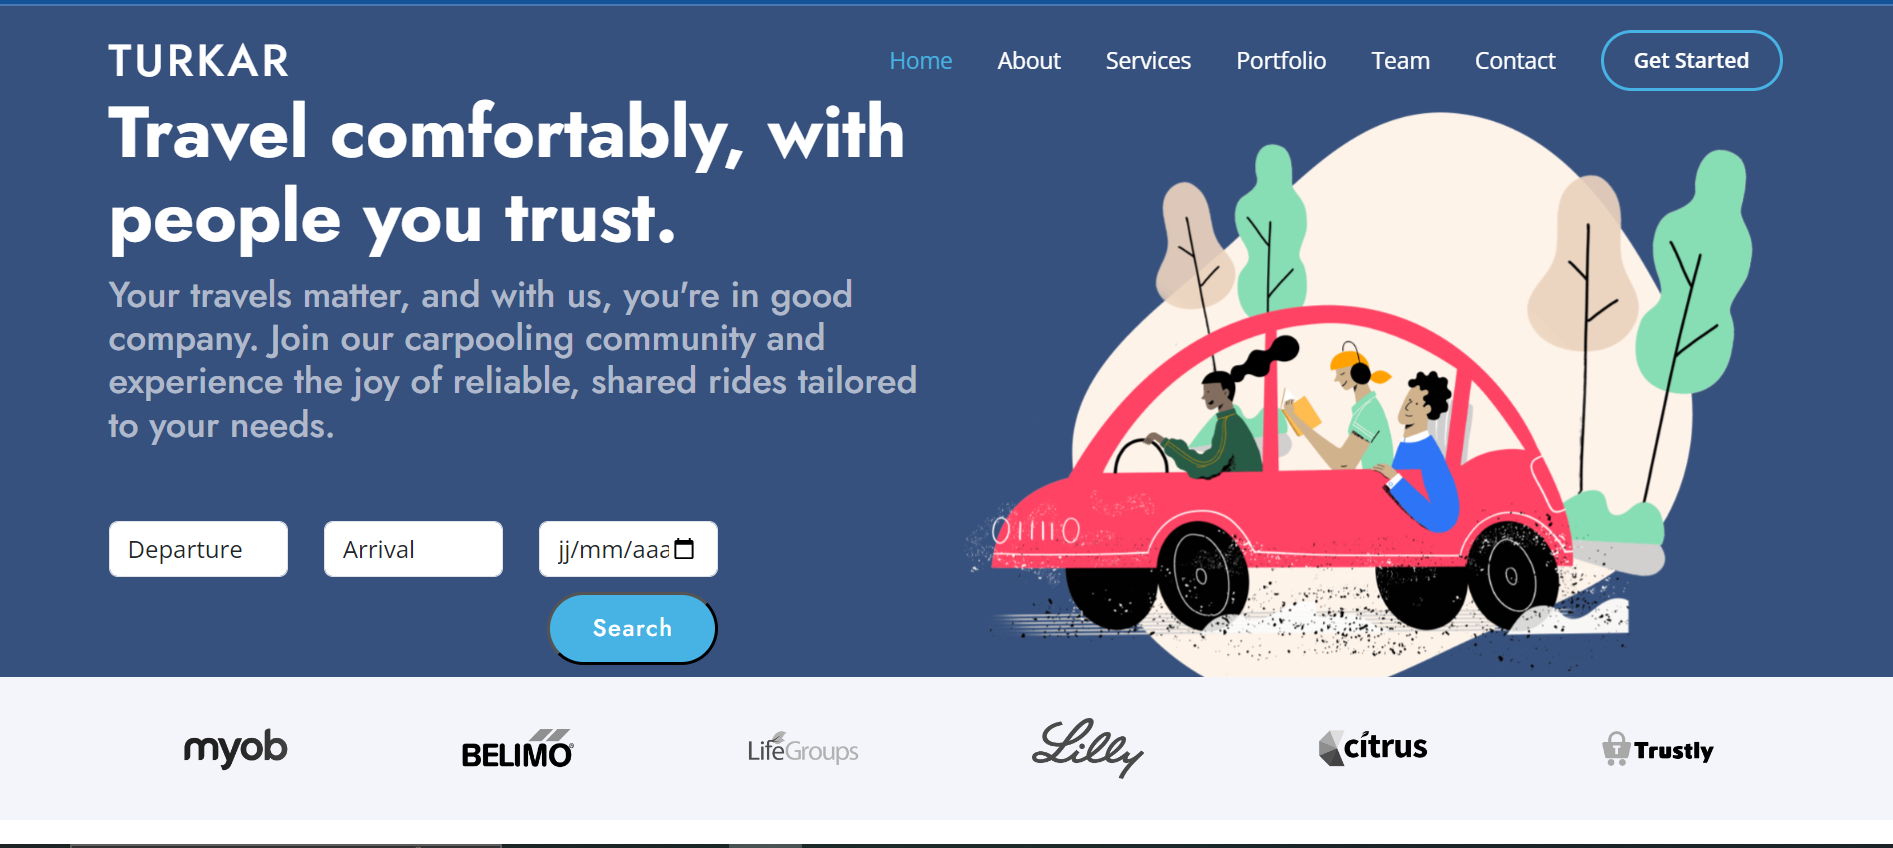 TURKAR
Home About Services Portfolio Team Contact Get Started
Travel comfortably, with
people you trust.
Your travels matter, and with us, you're in good
company. Join our carpooling community and
experience the joy of reliable, shared rides tailored
to your needs.
Departure Arrival jj/mm/aaa
Search
myob BELIMO LifeGroups Lilly citrus Trustly